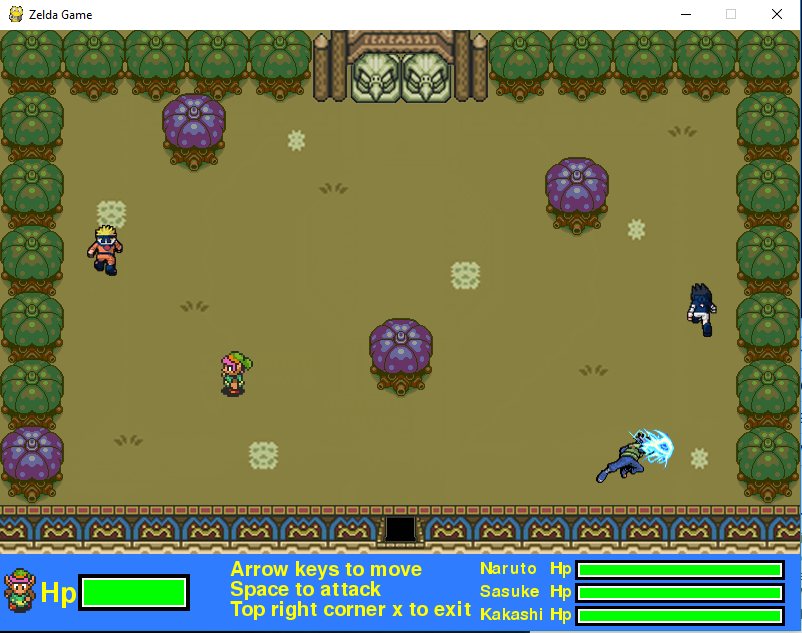 Zelda Game
Hp
Arrow keys to move
Space to attack
Top right corner x to exit
Naruto Hp
Sasuke Hp
Kakashi Hp